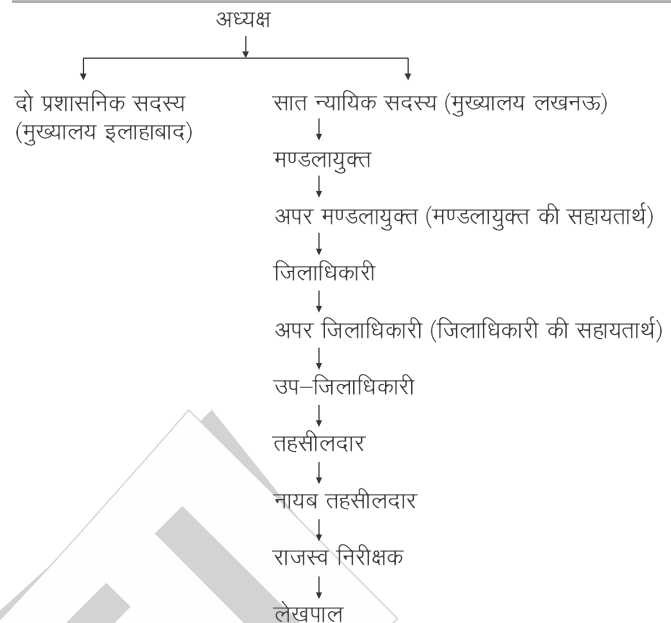 अध्यक्ष
दो प्रशासनिक सदस्य
(मुख्यालय इलाहाबाद)
सात न्यायिक सदस्य (मुख्यालय लखनऊ)
मण्डलायुक्त
अपर मण्डलायुक्त (मण्डलायुक्त की सहायतार्थ)
जिलाधिकारी
अपर जिलाधिकारी (जिलाधिकारी की सहायतार्थ)
उप–जिलाधिकारी
तहसीलदार
नायब तहसीलदार
राजस्व निरीक्षक
लेखपाल